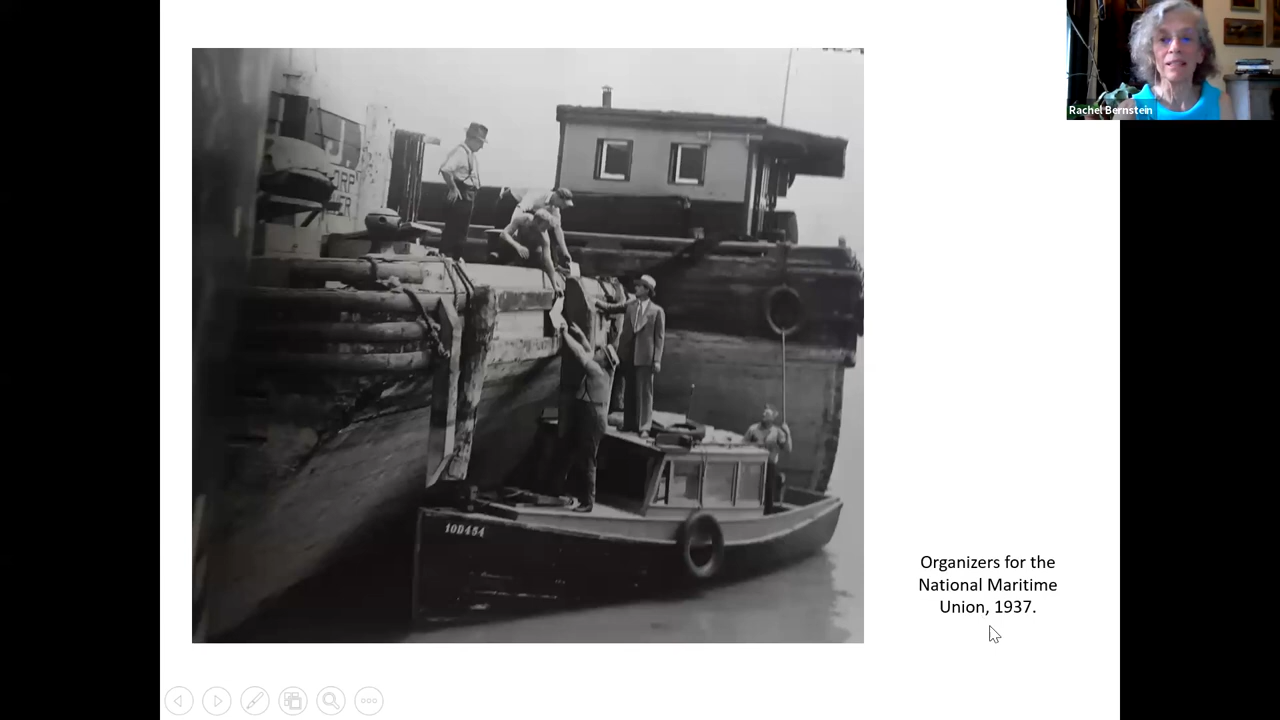 Rachel Bernstein
10D454
Organizers for the
National Maritime
Union, 1937.